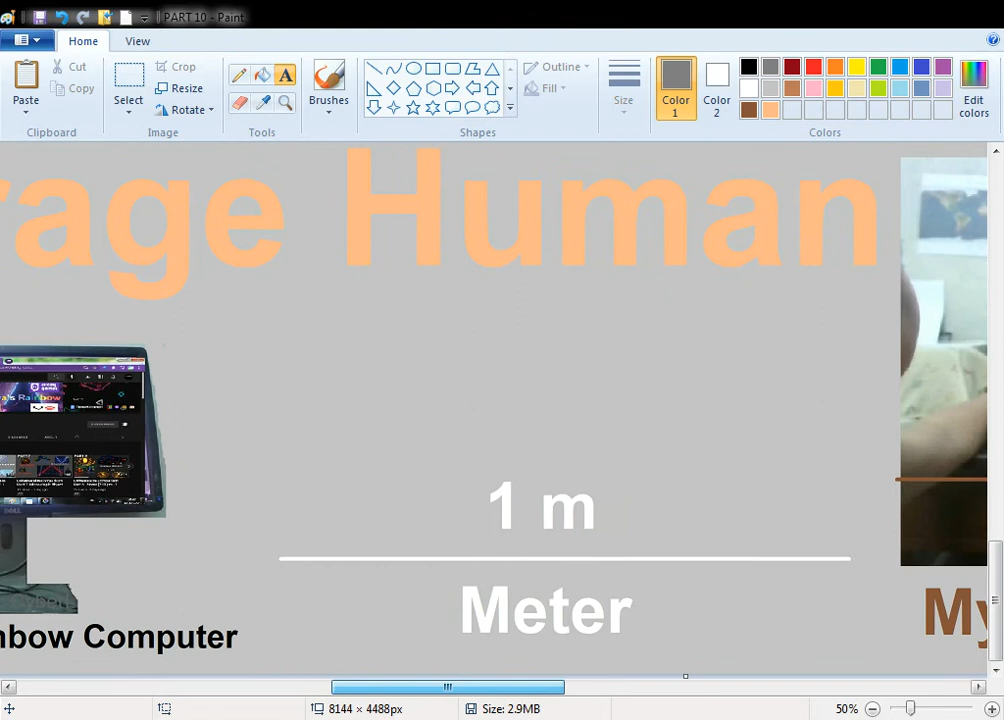 PART 10 - Paint
Home
View
Paste
Cut
Copy
Clipboard
Select
Crop
Resize
Rotate
Image
A
Tools
Brushes
Shapes
Outline
Fill
Size
Color 1
Color 2
Edit colors
Colors
rage Human
1 m
Meter
DELL
nbow Computer
My
8144 × 4488px
Size: 2.9MB
50%